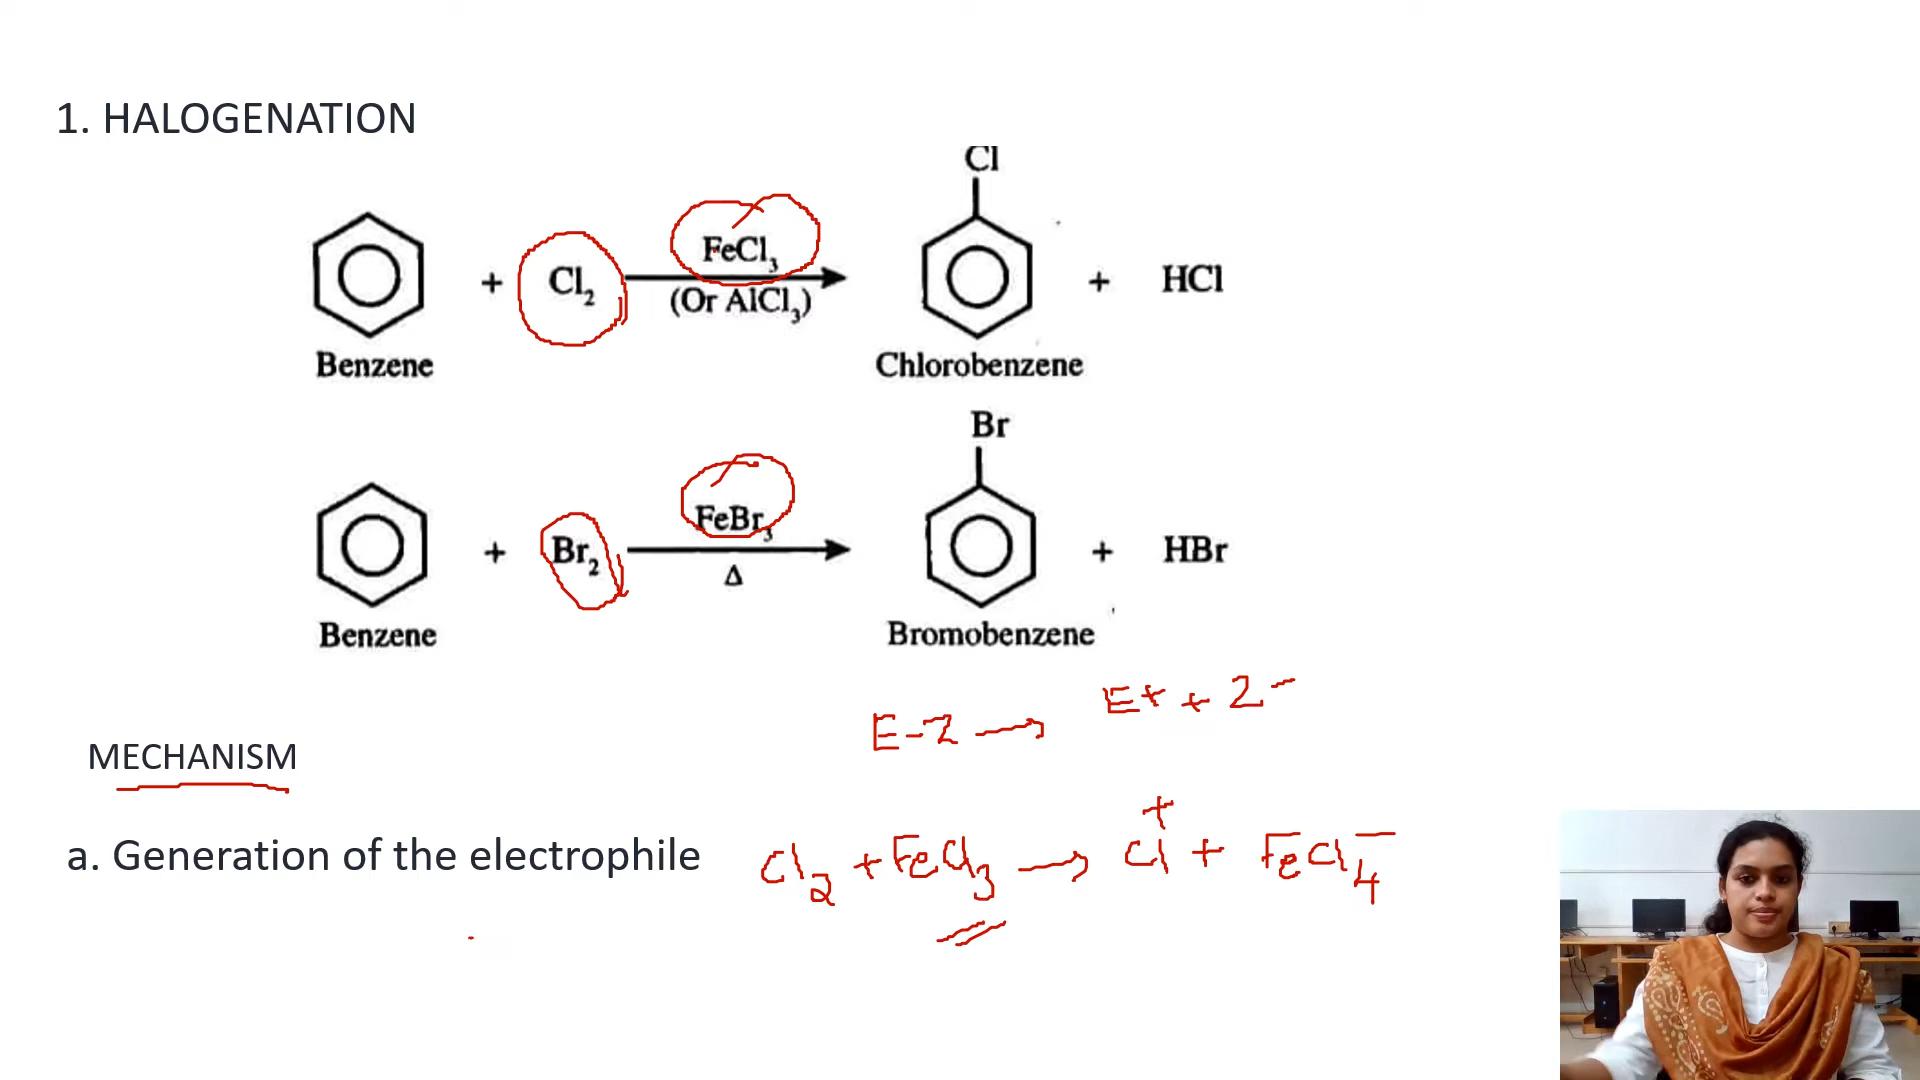 1. HALOGENATION
Cl
+ Cl₂ FeCl₃ + HCl
(Or AlCl₃)
Benzene Chlorobenzene
Br
+ Br₂ FeBr₃ + HBr
Δ
Benzene Bromobenzene
E-Z → E+ + Z−
MECHANISM
a. Generation of the electrophile Cl₂ + FeCl₃ → Cl⁺ + FeCl₄⁻